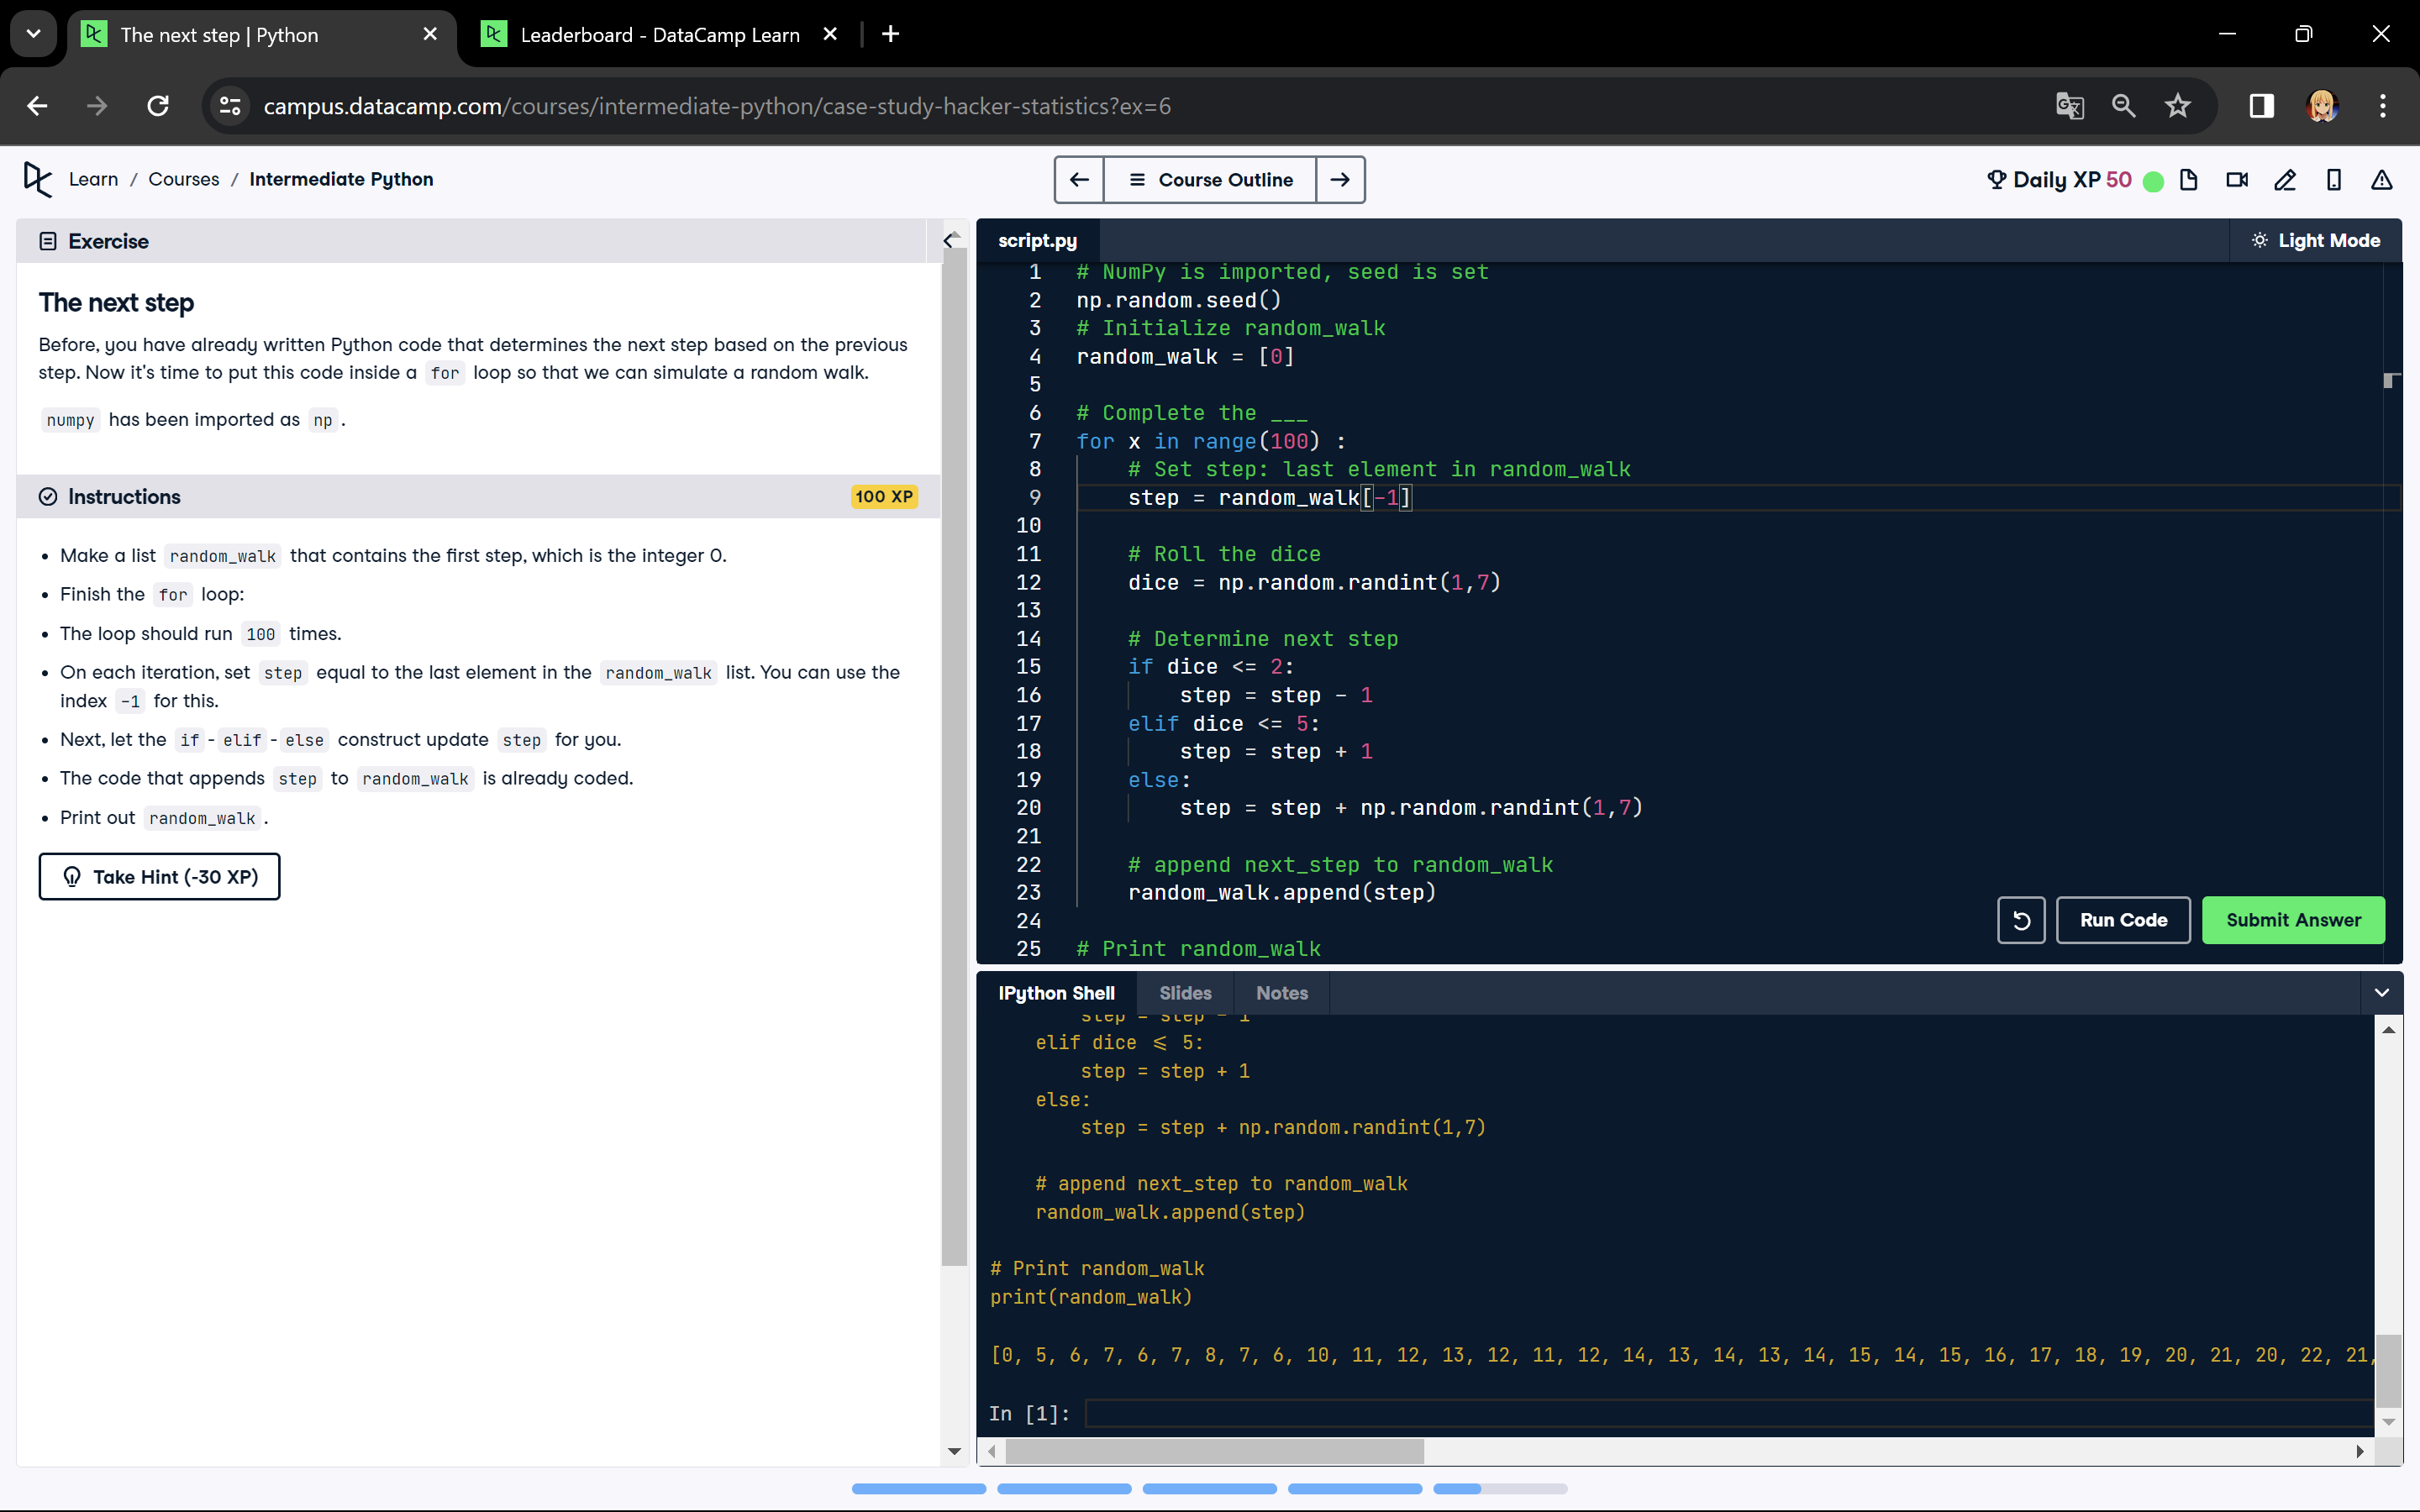 The next step | Python
Leaderboard - DataCamp Learn
campus.datacamp.com/courses/intermediate-python/case-study-hacker-statistics?ex=6
Learn / Courses / Intermediate Python
Course Outline
Daily XP 50
Exercise
The next step
Before, you have already written Python code that determines the next step based on the previous
step. Now it's time to put this code inside a for loop so that we can simulate a random walk.
numpy has been imported as np.
Instructions
100 XP
• Make a list random_walk that contains the first step, which is the integer 0.
• Finish the for loop:
• The loop should run 100 times.
• On each iteration, set step equal to the last element in the random_walk list. You can use the
index -1 for this.
• Next, let the if-elif-else construct update step for you.
• The code that appends step to random_walk is already coded.
• Print out random_walk.
Take Hint (-30 XP)
script.py
Light Mode
1 # NumPy is imported, seed is set
2 np.random.seed()
3 # Initialize random_walk
4 random_walk = [0]
5
6 # Complete the ___
7 for x in range(100) :
8     # Set step: last element in random_walk
9     step = random_walk[-1]
10
11     # Roll the dice
12     dice = np.random.randint(1,7)
13
14     # Determine next step
15     if dice <= 2:
16         step = step - 1
17     elif dice <= 5:
18         step = step + 1
19     else:
20         step = step + np.random.randint(1,7)
21
22     # append next_step to random_walk
23     random_walk.append(step)
24
25 # Print random_walk
Run Code
Submit Answer
IPython Shell
Slides
Notes
        step = step - 1
    elif dice <= 5:
        step = step + 1
    else:
        step = step + np.random.randint(1,7)
    # append next_step to random_walk
    random_walk.append(step)
# Print random_walk
print(random_walk)
[0, 5, 6, 7, 6, 7, 8, 7, 6, 10, 11, 12, 13, 12, 11, 12, 14, 13, 14, 13, 14, 15, 14, 15, 16, 17, 18, 19, 20, 21, 20, 22, 21,
In [1]: